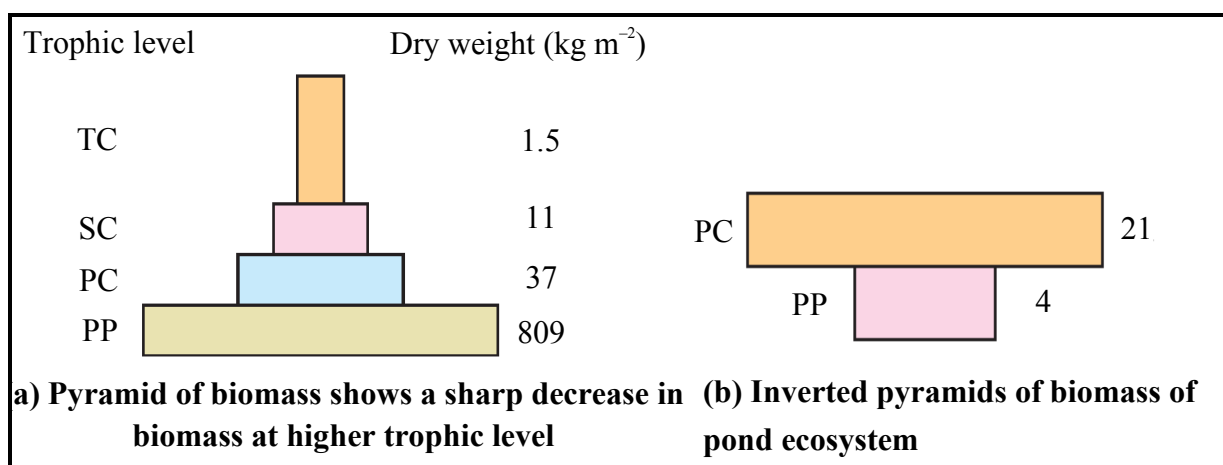 Trophic level Dry weight (kg m⁻²)
TC 1.5
SC 11
PC 37
PP 809
a) Pyramid of biomass shows a sharp decrease in
biomass at higher trophic level
PC 21
PP 4
(b) Inverted pyramids of biomass of
pond ecosystem